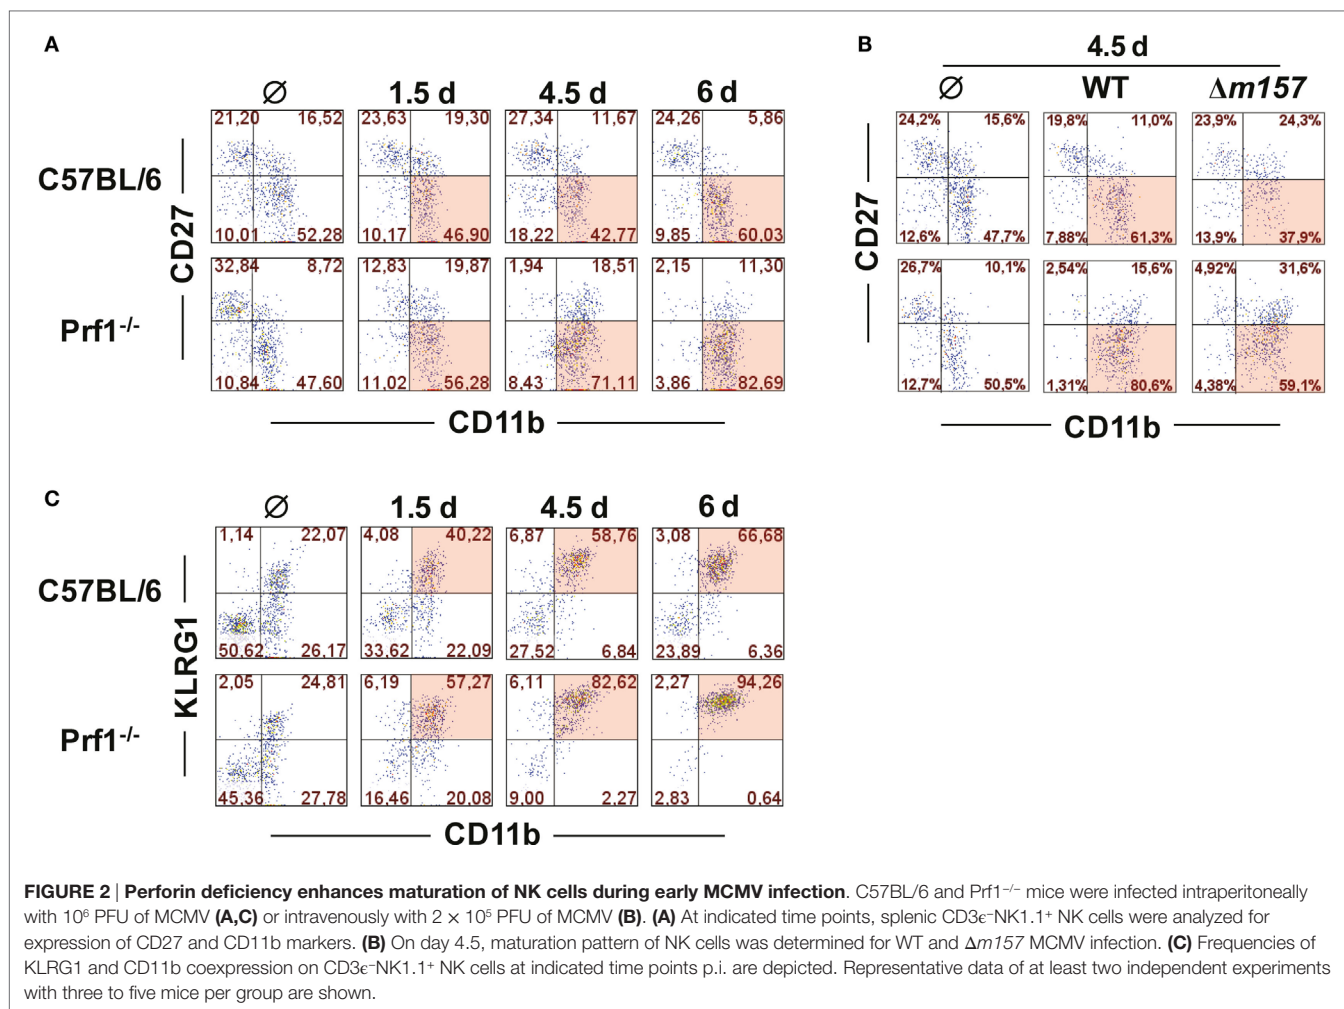 A
∅ 1.5 d 4.5 d 6 d
C57BL/6
21,20 16,52 23,63 19,30 27,34 11,67 24,26 5,86
10,01 52,28 10,17 46,90 18,22 42,77 9,85 60,03
CD27
Prf1-/-
32,84 8,72 12,83 19,87 1,94 18,51 2,15 11,30
10,84 47,60 11,02 56,28 8,43 71,11 3,86 82,69
CD11b
B
4.5 d
∅ WT Δm157
24,2% 15,6% 19,8% 11,0% 23,9% 24,3%
12,6% 47,7% 7,88% 61,3% 13,9% 37,9%
CD27
26,7% 10,1% 2,54% 15,6% 4,92% 31,6%
12,7% 50,5% 1,31% 80,6% 4,38% 59,1%
CD11b
C
∅ 1.5 d 4.5 d 6 d
C57BL/6
1,14 22,07 4,08 40,22 6,87 58,76 3,08 66,68
50,62 26,17 33,62 22,09 27,52 6,84 23,89 6,36
KLRG1
Prf1-/-
2,05 24,81 6,19 57,27 6,11 82,62 2,27 94,26
45,36 27,78 16,46 20,08 9,00 2,27 2,83 0,64
CD11b
FIGURE 2 | Perforin deficiency enhances maturation of NK cells during early MCMV infection. C57BL/6 and Prf1−/− mice were infected intraperitoneally
with 10⁶ PFU of MCMV (A,C) or intravenously with 2 × 10⁵ PFU of MCMV (B). (A) At indicated time points, splenic CD3ϵ−NK1.1+ NK cells were analyzed for
expression of CD27 and CD11b markers. (B) On day 4.5, maturation pattern of NK cells was determined for WT and Δm157 MCMV infection. (C) Frequencies of
KLRG1 and CD11b coexpression on CD3ϵ−NK1.1+ NK cells at indicated time points p.i. are depicted. Representative data of at least two independent experiments
with three to five mice per group are shown.